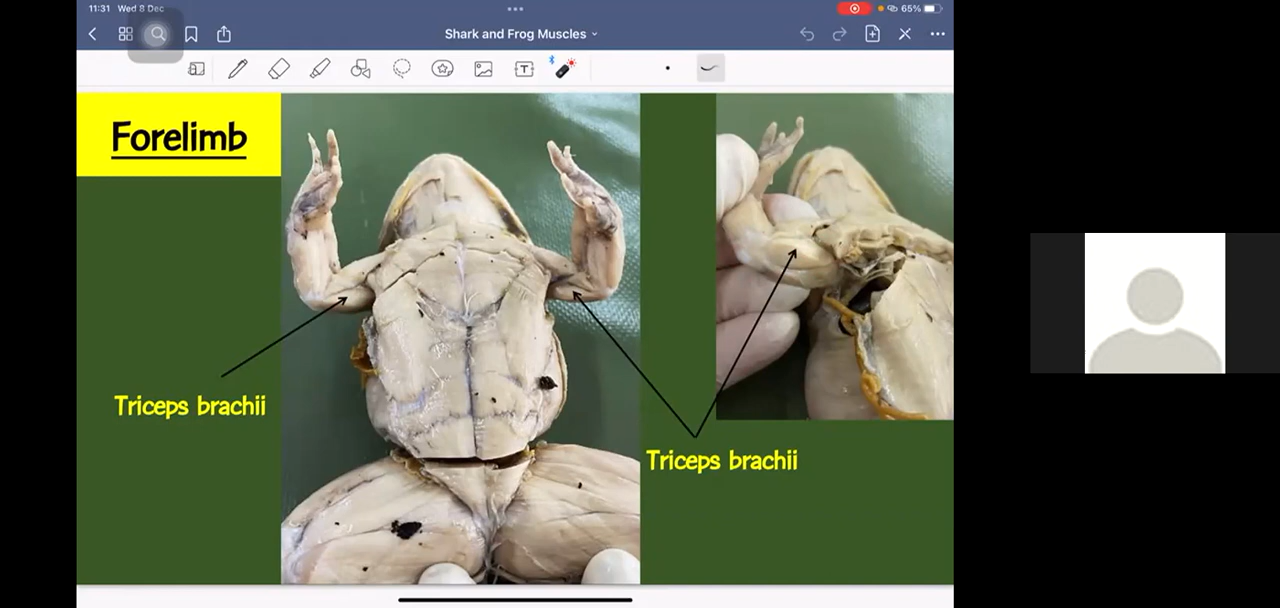 11:31 Wed 8 Dec
65%
Shark and Frog Muscles
T
Forelimb
Triceps brachii
Triceps brachii